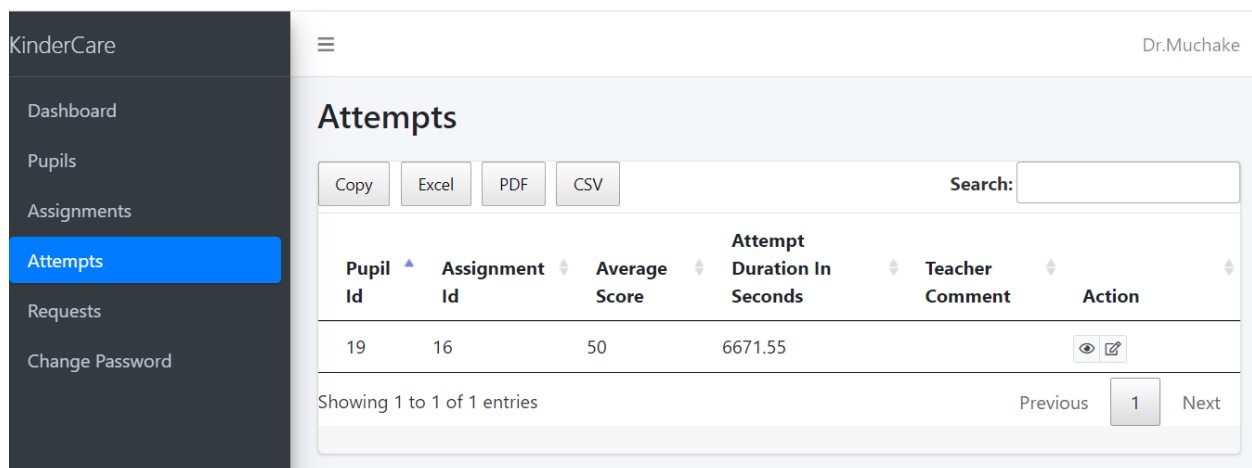 KinderCare
Dr.Muchake
Dashboard
Pupils
Assignments
Attempts
Requests
Change Password
Attempts
Copy Excel PDF CSV Search:
Pupil Id Assignment Id Average Score Attempt Duration In Seconds Teacher Comment Action
19 16 50 6671.55
Showing 1 to 1 of 1 entries Previous 1 Next